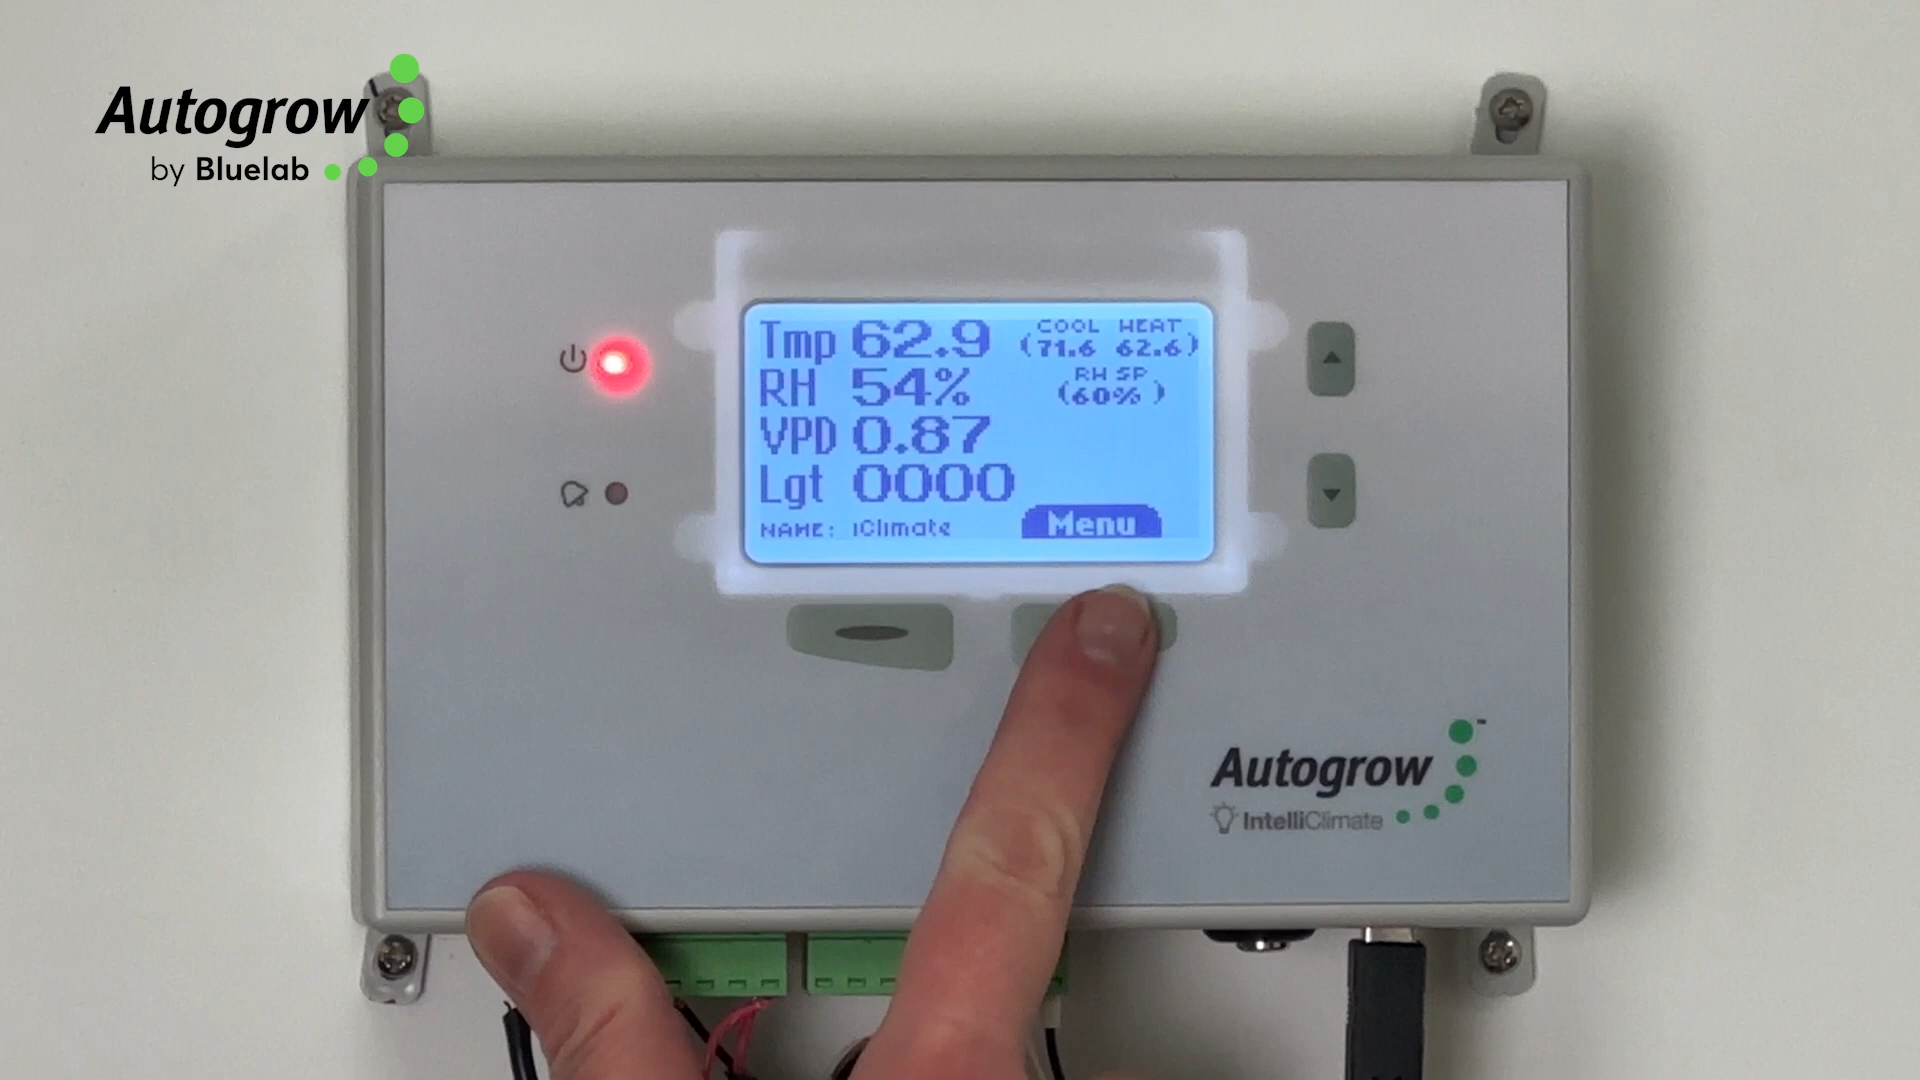 Autogrow
by Bluelab
COOL HEAT
Tmp 62.9 (71.6 62.6)
RH SP
RH 54% (60%)
VPD 0.87
Lgt 0000
NAME: iClimate Menu
Autogrow™
IntelliClimate